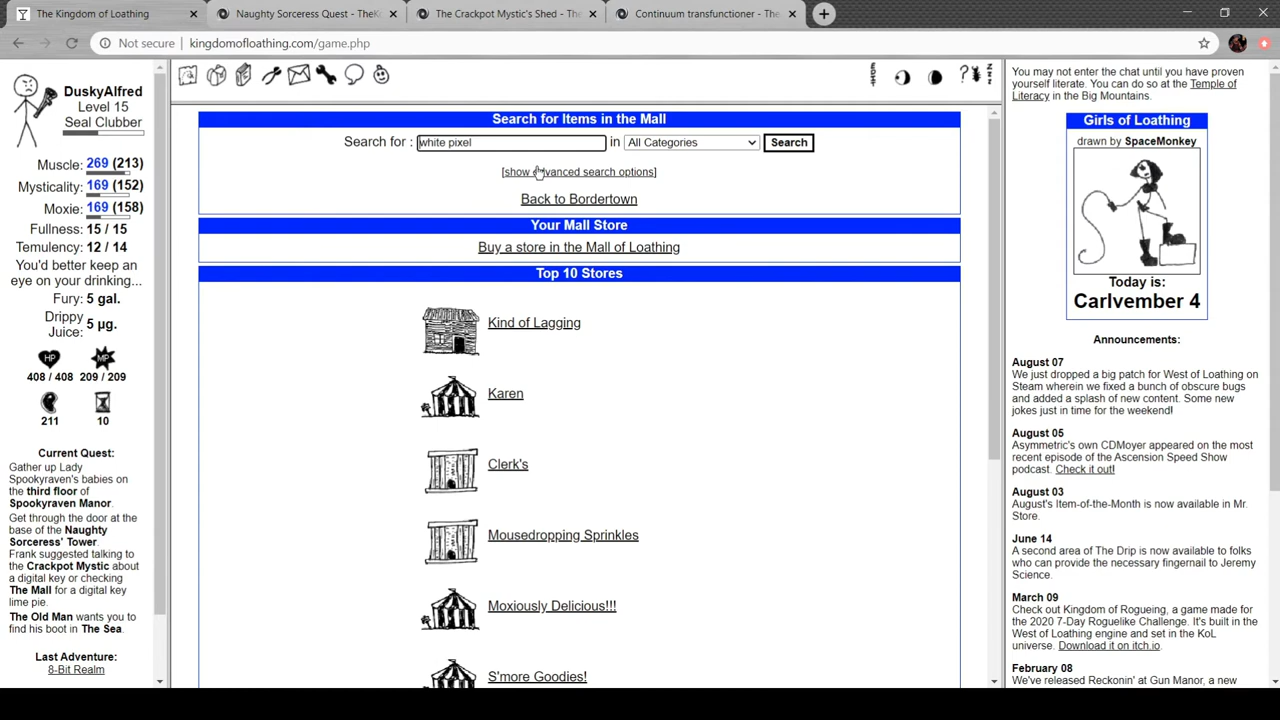 The Kingdom of Loathing
Naughty Sorceress Quest - TheKi
The Crackpot Mystic's Shed - The
Continuum transfunctioner - The
Not secure | kingdomofloathing.com/game.php
DuskyAlfred
Level 15
Seal Clubber
Muscle: 269 (213)
Mysticality: 169 (152)
Moxie: 169 (158)
Fullness: 15 / 15
Temulency: 12 / 14
You'd better keep an
eye on your drinking...
Fury: 5 gal.
Drippy
Juice: 5 µg.
HP
MP
408 / 408 209 / 209
211 10
Current Quest:
Gather up Lady
Spookyraven's babies on
the third floor of
Spookyraven Manor.
Get through the door at the
base of the Naughty
Sorceress' Tower.
Frank suggested talking to
the Crackpot Mystic about
a digital key or checking
The Mall for a digital key
lime pie.
The Old Man wants you to
find his boot in The Sea.
Last Adventure:
8-Bit Realm
Search for Items in the Mall
Search for : white pixel in All Categories Search
[show advanced search options]
Back to Bordertown
Your Mall Store
Buy a store in the Mall of Loathing
Top 10 Stores
Kind of Lagging
Karen
Clerk's
Mousedropping Sprinkles
Moxiously Delicious!!!
S'more Goodies!
You may not enter the chat until you have proven
yourself literate. You can do so at the Temple of
Literacy in the Big Mountains.
Girls of Loathing
drawn by SpaceMonkey
Today is:
Carlvember 4
Announcements:
August 07
We just dropped a big patch for West of Loathing on
Steam wherein we fixed a bunch of obscure bugs
and added a splash of new content. Some new
jokes just in time for the weekend!
August 05
Asymmetric's own CDMoyer appeared on the most
recent episode of the Ascension Speed Show
podcast. Check it out!
August 03
August's Item-of-the-Month is now available in Mr.
Store.
June 14
A second area of The Drip is now available to folks
who can provide the necessary fingernail to Jeremy
Science.
March 09
Check out Kingdom of Rogueing, a game made for
the 2020 7-Day Roguelike Challenge. It's built in the
West of Loathing engine and set in the KoL
universe. Download it on itch.io.
February 08
We've released Reckonin' at Gun Manor, a new